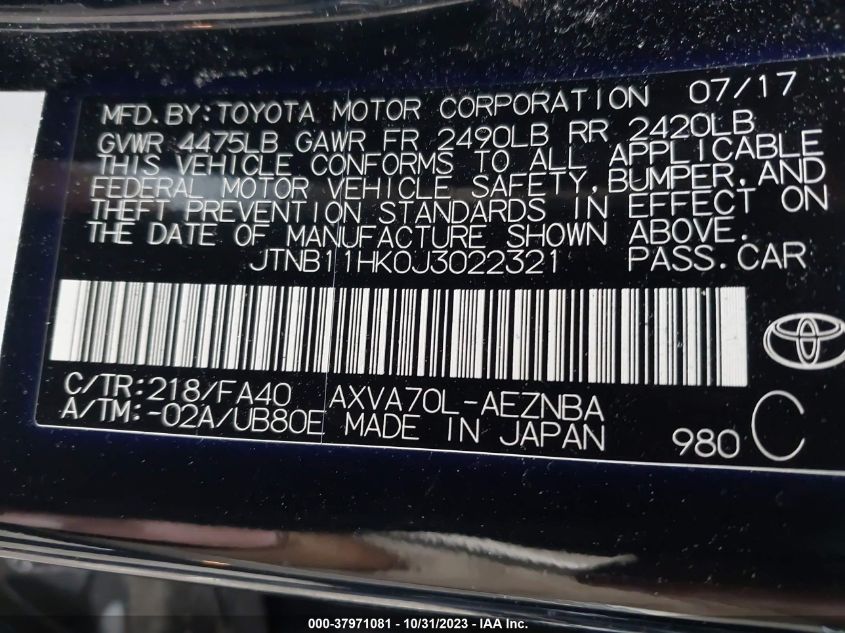 MFD. BY: TOYOTA MOTOR CORPORATION 07/17
GVWR 4475LB GAWR FR 2490LB RR 2420LB
THIS VEHICLE CONFORMS TO ALL APPLICABLE
FEDERAL MOTOR VEHICLE SAFETY, BUMPER, AND
THEFT PREVENTION STANDARDS IN EFFECT ON
THE DATE OF MANUFACTURE SHOWN ABOVE.
JTNB11HK0J3022321 PASS. CAR
C/TR: 218/FA40 AXVA70L-AEZNBA
A/TM: -02A/UB80E MADE IN JAPAN 980 C
000-37971081 - 10/31/2023 - IAA Inc.